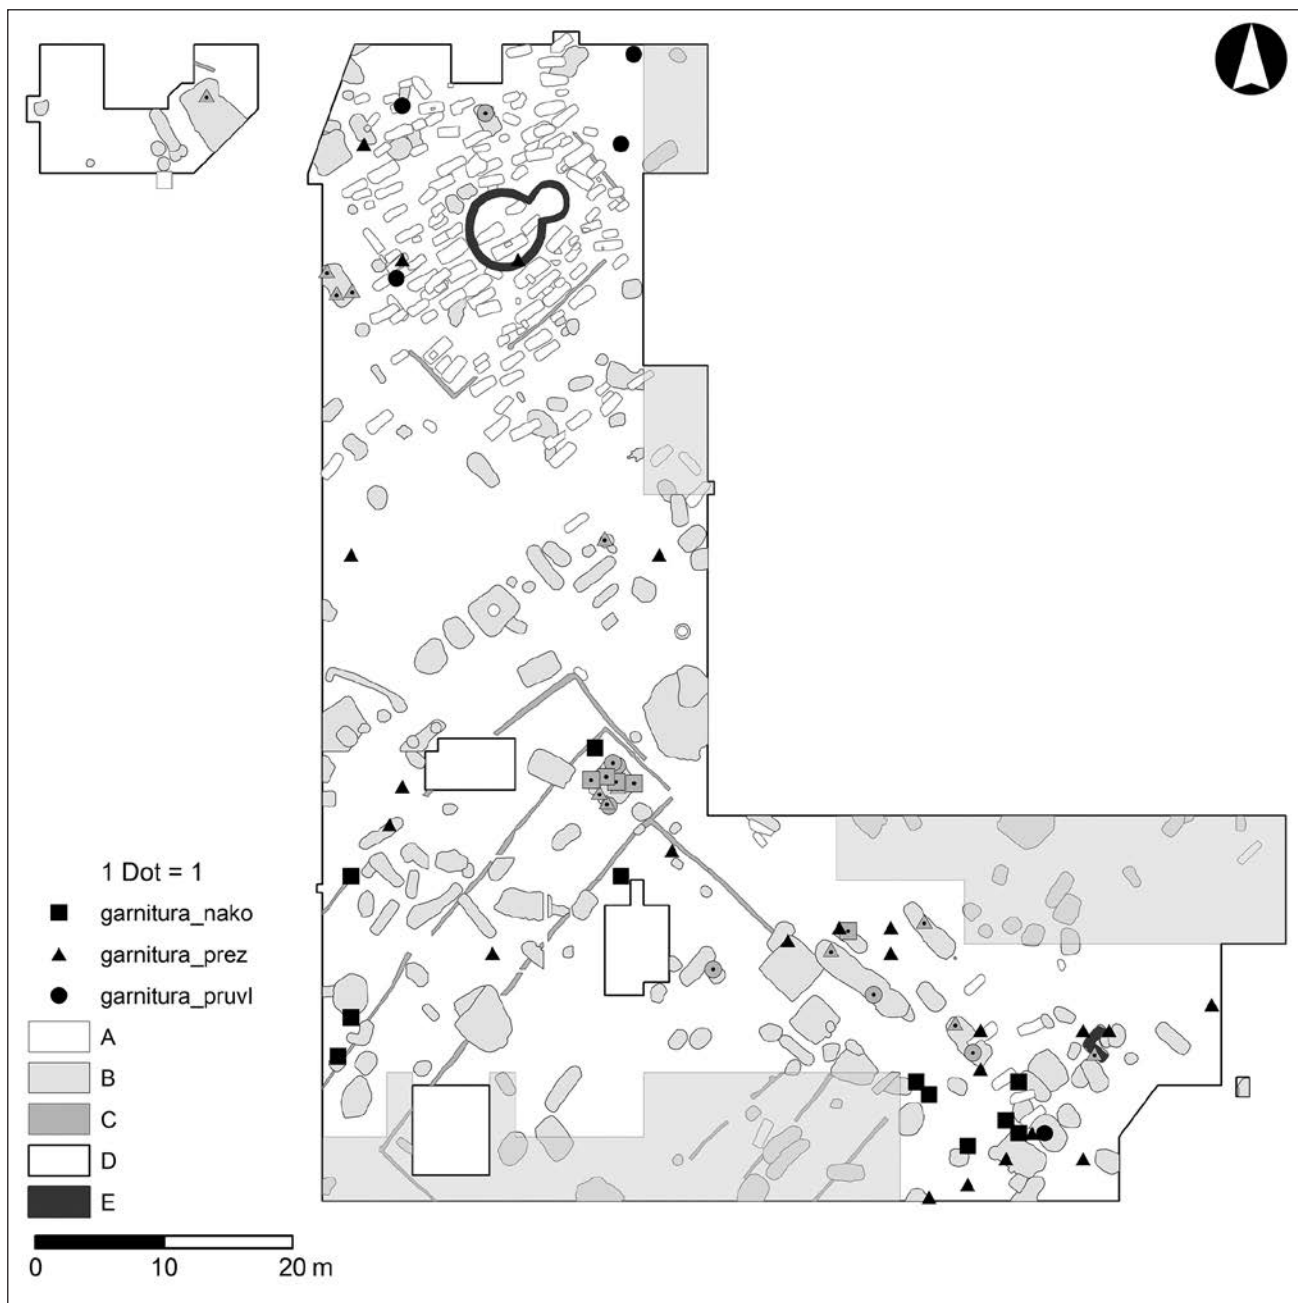 1 Dot = 1
garnitura_nako
garnitura_prez
garnitura_pruvl
A
B
C
D
E
0 10 20 m